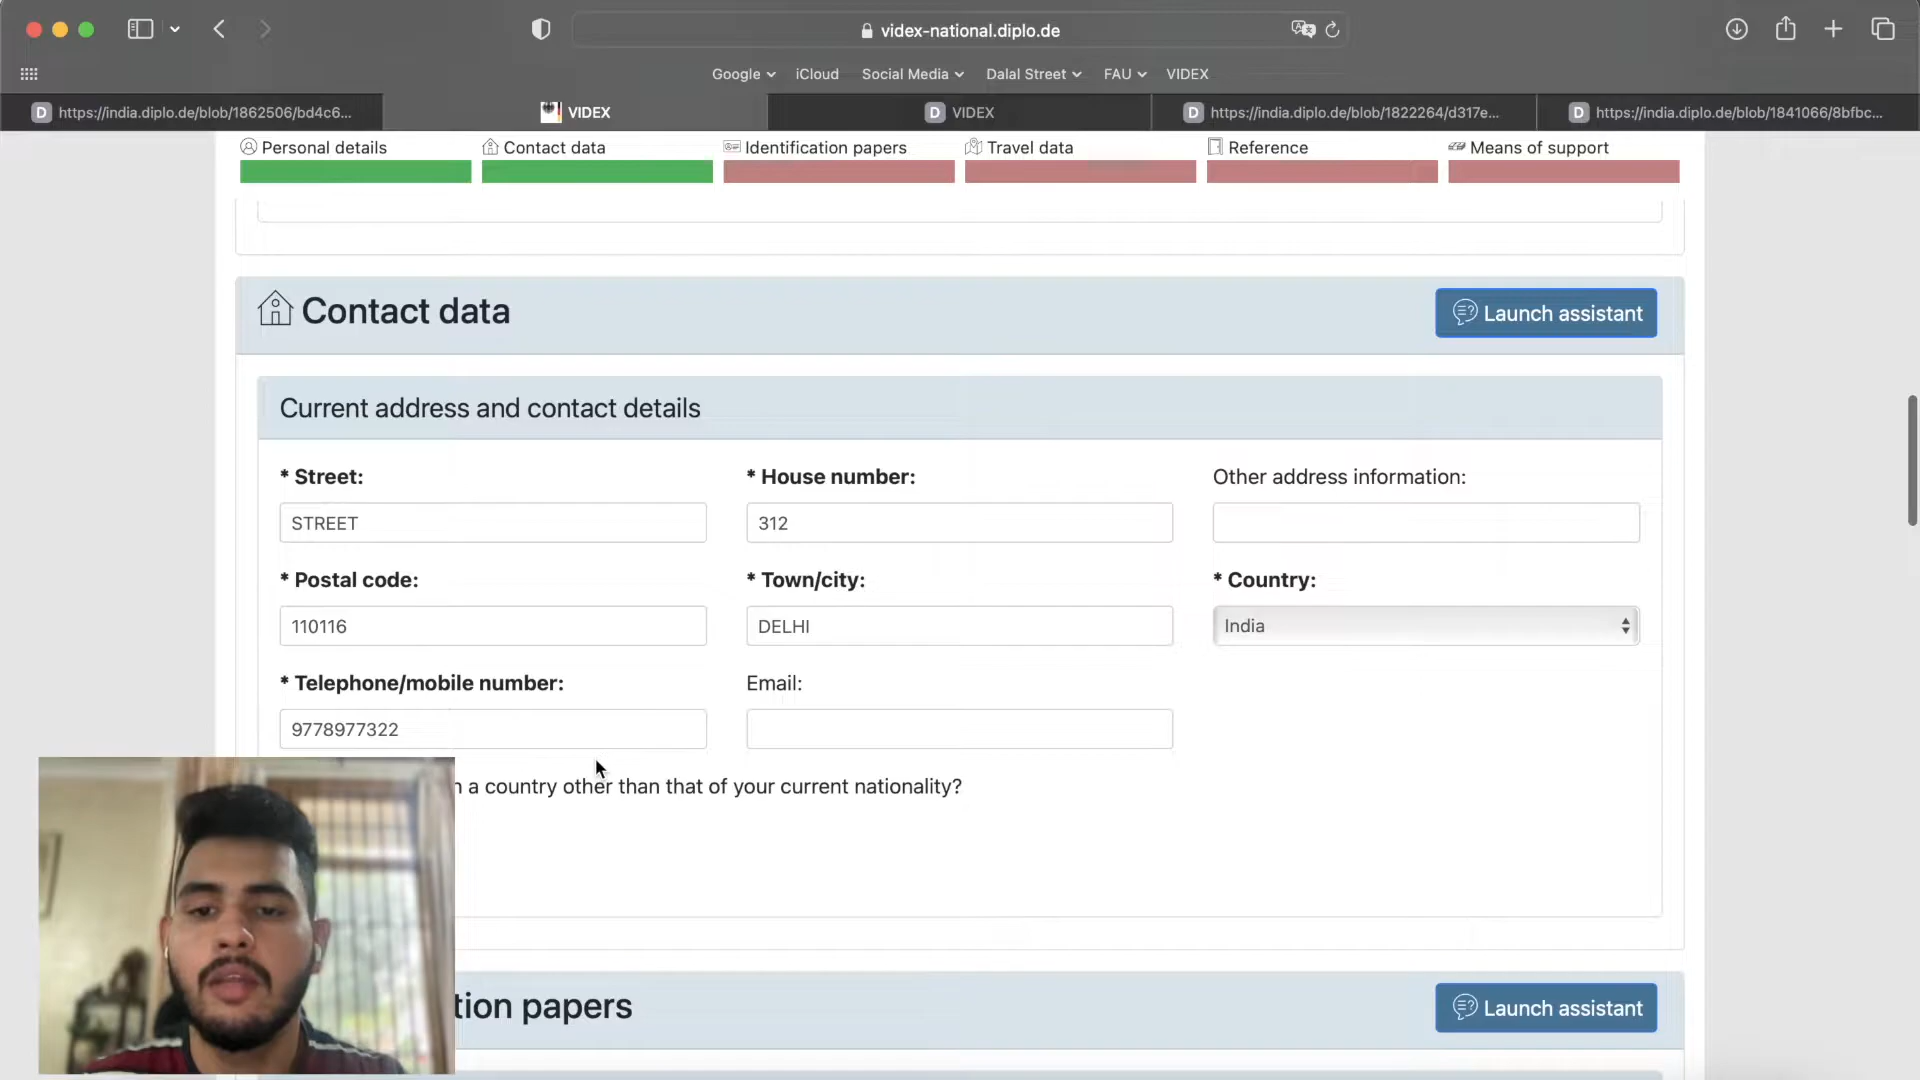 videx-national.diplo.de
Google iCloud Social Media Dalal Street FAU VIDEX
D https://india.diplo.de/blob/1862506/bd4c6... VIDEX D VIDEX D https://india.diplo.de/blob/1822264/d317e... D https://india.diplo.de/blob/1841066/8bfbc...
Personal details Contact data Identification papers Travel data Reference Means of support
Contact data Launch assistant
Current address and contact details
* Street: * House number: Other address information:
STREET 312
* Postal code: * Town/city: * Country:
110116 DELHI India
* Telephone/mobile number: Email:
9778977322
a country other than that of your current nationality?
tion papers Launch assistant